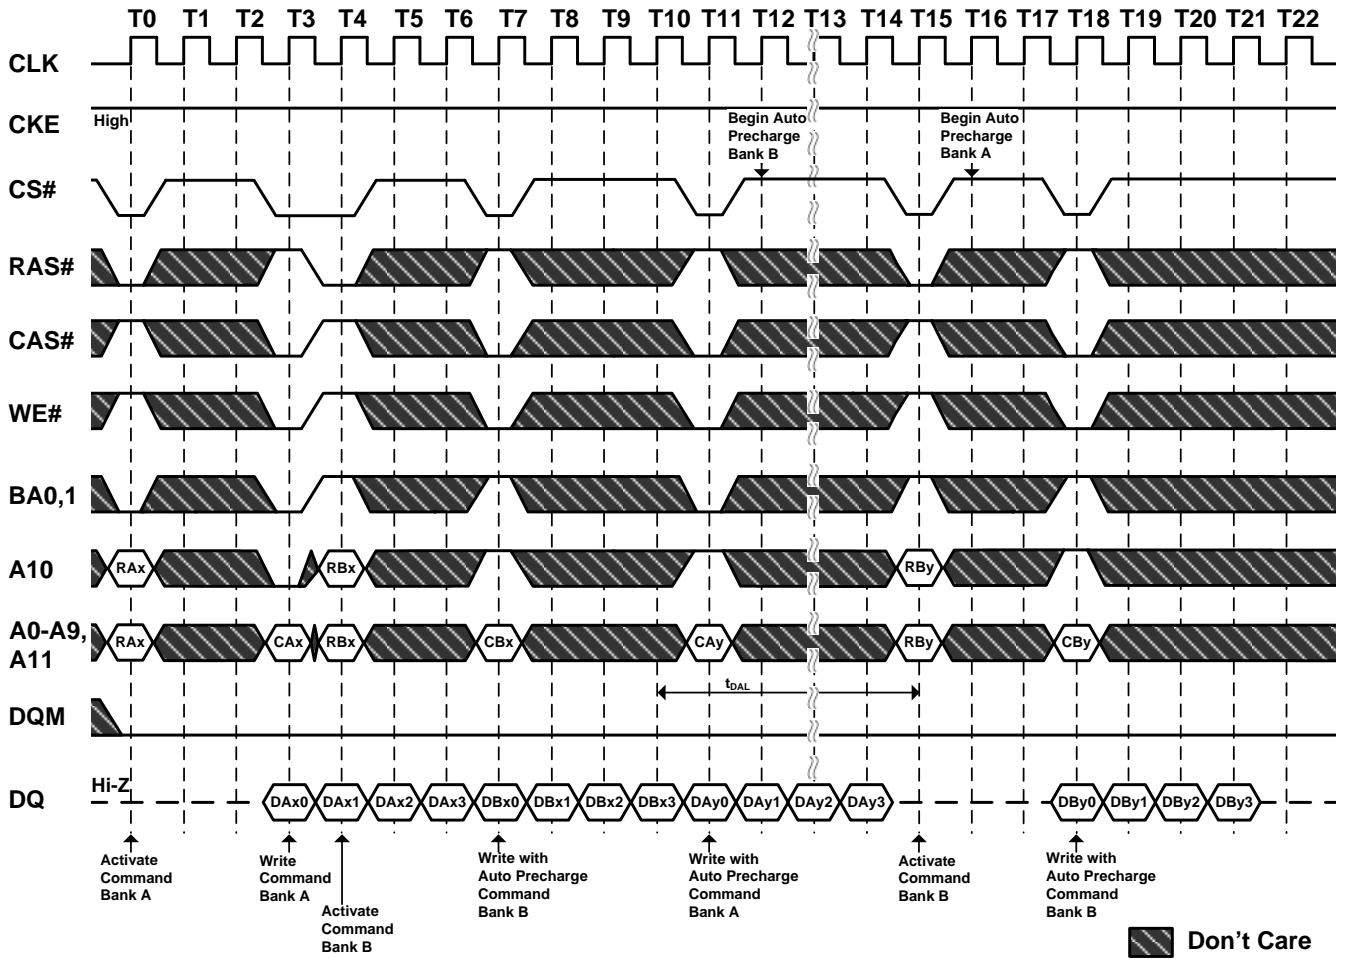 T0 T1 T2 T3 T4 T5 T6 T7 T8 T9 T10 T11 T12 T13 T14 T15 T16 T17 T18 T19 T20 T21 T22
CLK
CKE
High
Begin Auto
Precharge
Bank B
Begin Auto
Precharge
Bank A
CS#
RAS#
CAS#
WE#
BA0,1
A10
RAx RBx RBy
A0-A9,
A11
RAx CAx RBx CBx CAy RBy CBy
tDAL
DQM
DQ
Hi-Z
DAx0 DAx1 DAx2 DAx3 DBx0 DBx1 DBx2 DBx3 DAy0 DAy1 DAy2 DAy3 DBy0 DBy1 DBy2 DBy3
Activate
Command
Bank A
Write
Command
Bank A
Activate
Command
Bank B
Write with
Auto Precharge
Command
Bank B
Write with
Auto Precharge
Command
Bank A
Activate
Command
Bank B
Write with
Auto Precharge
Command
Bank B
Don't Care